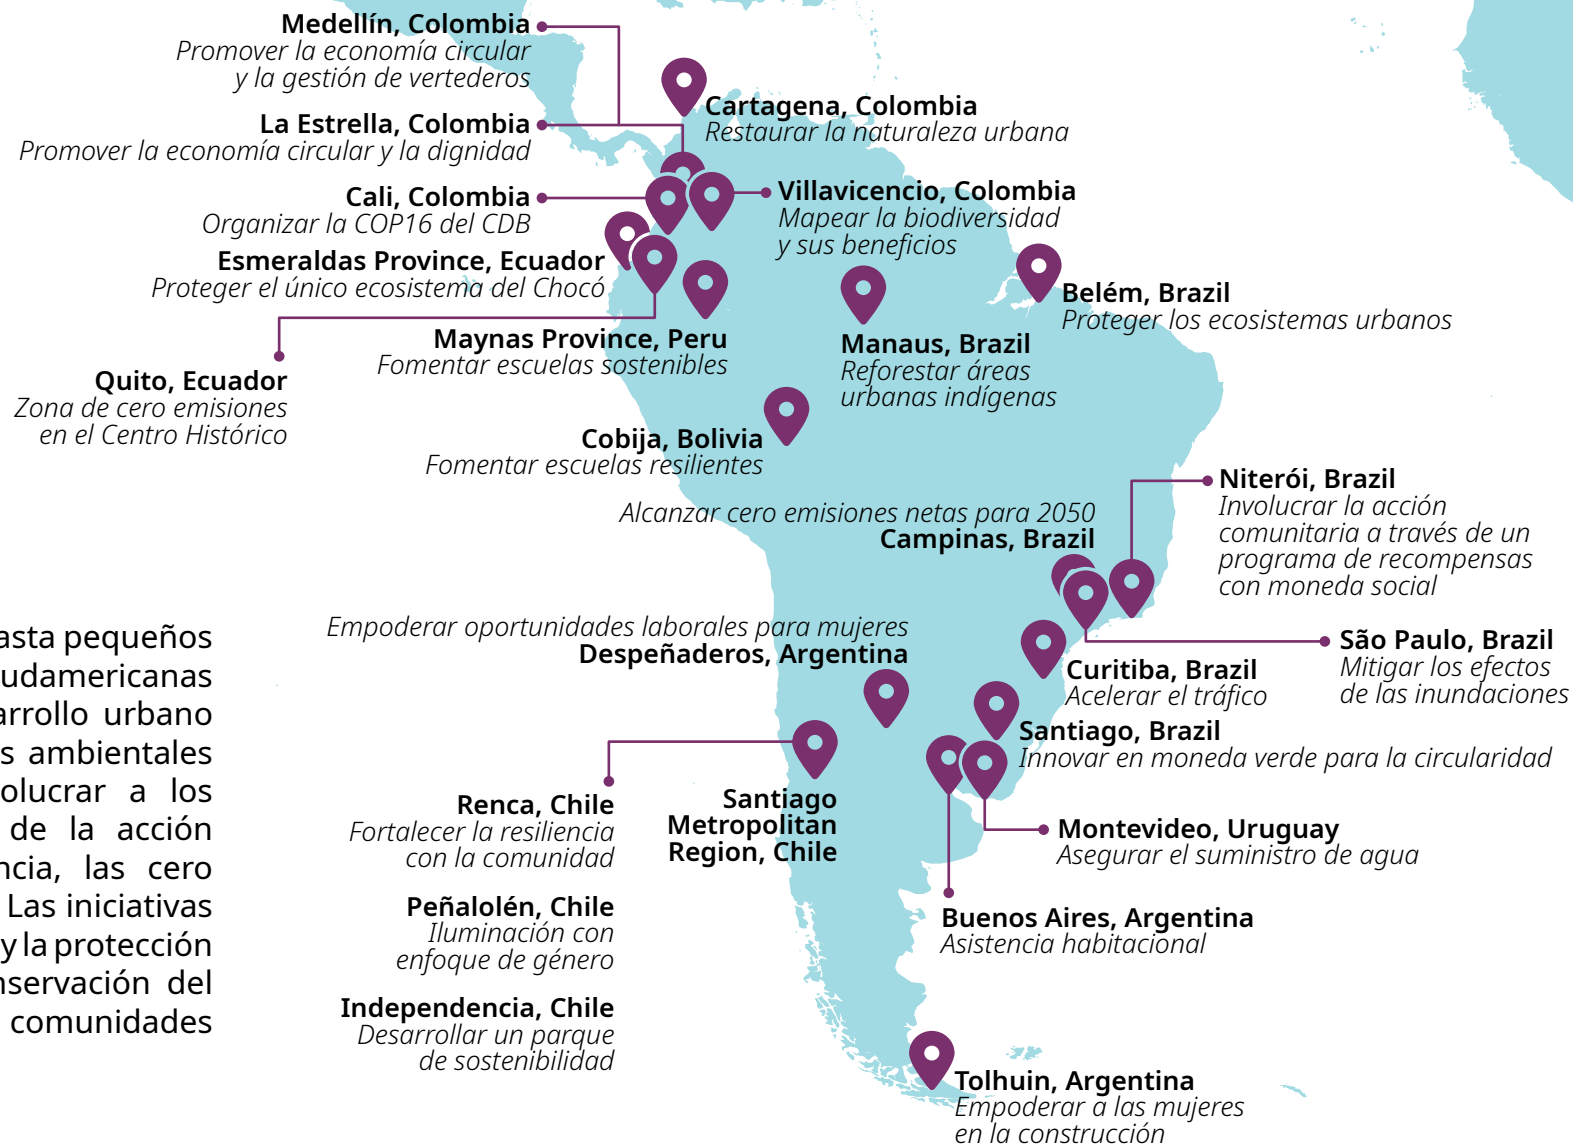 Medellín, Colombia
Promover la economía circular
y la gestión de vertederos
Cartagena, Colombia
Restaurar la naturaleza urbana
La Estrella, Colombia
Promover la economía circular y la dignidad
Cali, Colombia
Organizar la COP16 del CDB
Villavicencio, Colombia
Mapear la biodiversidad
y sus beneficios
Esmeraldas Province, Ecuador
Proteger el único ecosistema del Chocó
Belém, Brazil
Proteger los ecosistemas urbanos
Maynas Province, Peru
Fomentar escuelas sostenibles
Manaus, Brazil
Reforestar áreas
urbanas indígenas
Quito, Ecuador
Zona de cero emisiones
en el Centro Histórico
Cobija, Bolivia
Fomentar escuelas resilientes
Niterói, Brazil
Involucrar la acción
comunitaria a través de un
programa de recompensas
con moneda social
Alcanzar cero emisiones netas para 2050
Campinas, Brazil
Empoderar oportunidades laborales para mujeres
Despeñaderos, Argentina
São Paulo, Brazil
Mitigar los efectos
de las inundaciones
Curitiba, Brazil
Acelerar el tráfico
Santiago, Brazil
Innovar en moneda verde para la circularidad
Renca, Chile
Fortalecer la resiliencia
con la comunidad
Santiago
Metropolitan
Region, Chile
Montevideo, Uruguay
Asegurar el suministro de agua
Peñalolén, Chile
Iluminación con
enfoque de género
Buenos Aires, Argentina
Asistencia habitacional
Independencia, Chile
Desarrollar un parque
de sostenibilidad
Tolhuin, Argentina
Empoderar a las mujeres
en la construcción
asta pequeños
udamericanas
arrollo urbano
s ambientales
olucrar a los
de la acción
ncia, las cero
Las iniciativas
y la protección
nservación del
comunidades